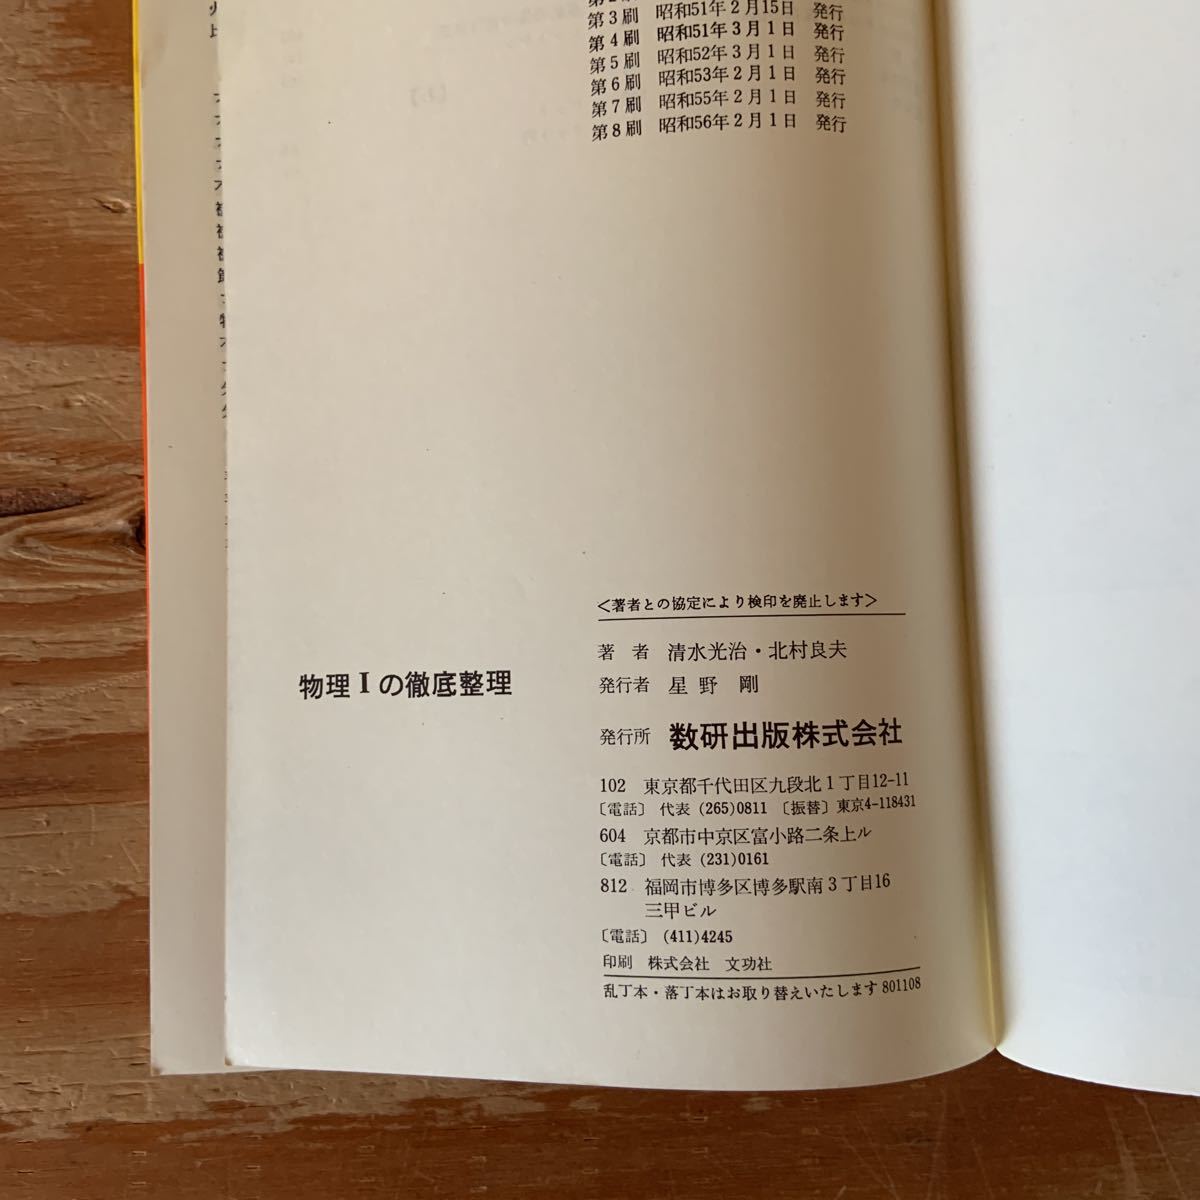 第3刷 昭和51年2月15日 発行
第4刷 昭和51年3月1日 発行
第5刷 昭和52年3月1日 発行
第6刷 昭和53年2月1日 発行
第7刷 昭和55年2月1日 発行
第8刷 昭和56年2月1日 発行
<著者との協定により検印を廃止します>
物理Ⅰの徹底整理
著者 清水光治・北村良夫
発行者 星野 剛
発行所 数研出版株式会社
102 東京都千代田区九段北1丁目12-11
〔電話〕 代表 (265)0811 〔振替〕東京4-118431
604 京都市中京区富小路二条上ル
〔電話〕 代表 (231)0161
812 福岡市博多区博多駅南3丁目16
三甲ビル
〔電話〕 (411)4245
印刷 株式会社 文功社
乱丁本・落丁本はお取り替えいたします 801108